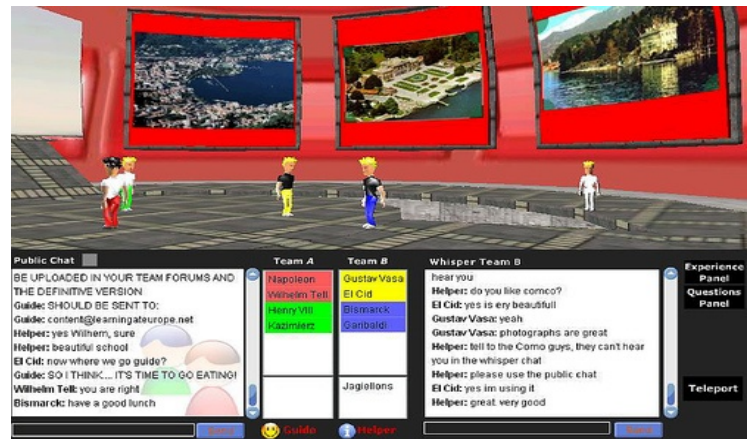 Public Chat
BE UPLOADED IN YOUR TEAM FORUMS AND
THE DEFINITIVE VERSION
Guide: SHOULD BE SENT TO:
Guide: content@learningateurope.net
Helper: yes Wilhem, sure
Helper: beautiful school
El Cid: now where we go guide?
Guide: SO I THINK... IT'S TIME TO GO EATING!
Wilhelm Tell: you are right
Bismarck: have a good lunch
Team A
Napoleon
Wilhelm Tell
Henry VIII
Kazimierz
Guide
Team B
Gustav Vasa
El Cid
Bismarck
Garibaldi
Jagiellons
Helper
Whisper Team B
hear you
Helper: do you like comco?
El Cid: yes is ery beautifull
Gustav Vasa: yeah
Gustav Vasa: photographs are great
Helper: tell to the Como guys, they can't hear
you in the whisper chat
Helper: please use the public chat
El Cid: yes im using it
Helper: great. very good
Experience
Panel
Questions
Panel
Teleport